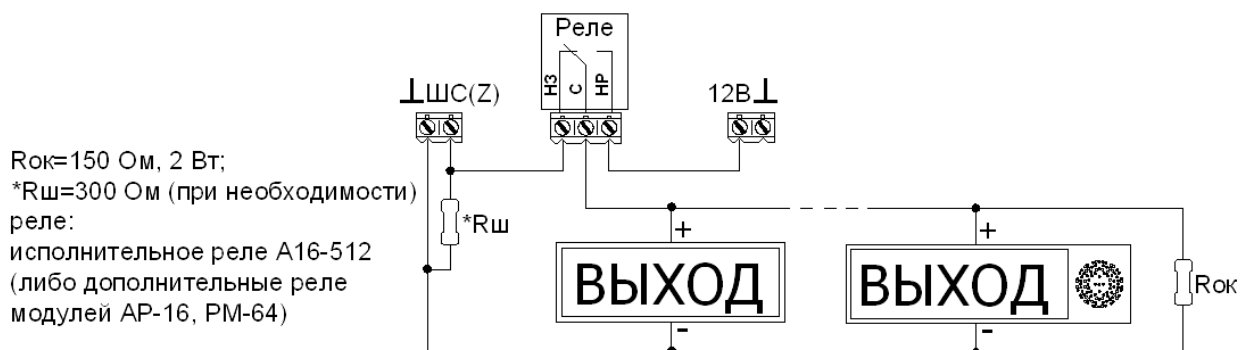 Реле
НЗ
С
НР
⊥ШС(Z)
12В⊥
Rок=150 Ом, 2 Вт;
*Rш=300 Ом (при необходимости)
реле:
исполнительное реле А16-512
(либо дополнительные реле
модулей АР-16, РМ-64)
*Rш
+
+
ВЫХОД
ВЫХОД
Rок
-
-